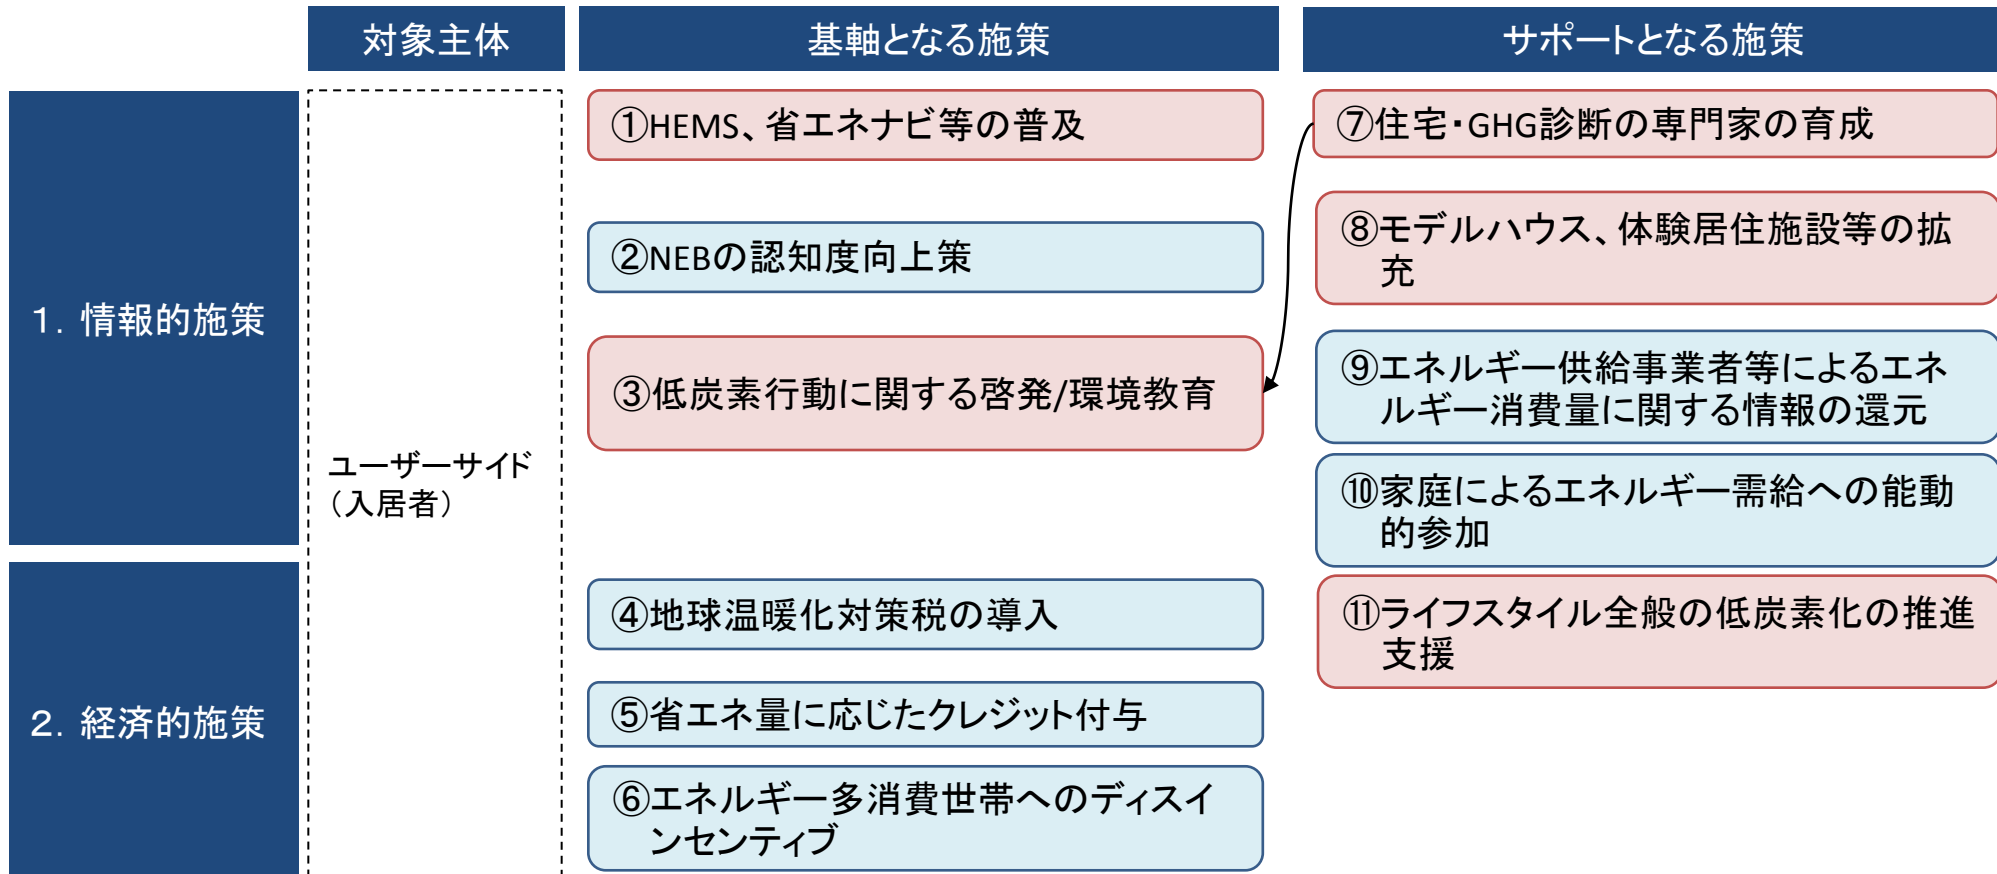 対象主体
基軸となる施策
サポートとなる施策
1．情報的施策
2．経済的施策
ユーザーサイド
（入居者）
①HEMS、省エネナビ等の普及
②NEBの認知度向上策
③低炭素行動に関する啓発/環境教育
④地球温暖化対策税の導入
⑤省エネ量に応じたクレジット付与
⑥エネルギー多消費世帯へのディスイ
ンセンティブ
⑦住宅・GHG診断の専門家の育成
⑧モデルハウス、体験居住施設等の拡
充
⑨エネルギー供給事業者等によるエネ
ルギー消費量に関する情報の還元
⑩家庭によるエネルギー需給への能動
的参加
⑪ライフスタイル全般の低炭素化の推進
支援